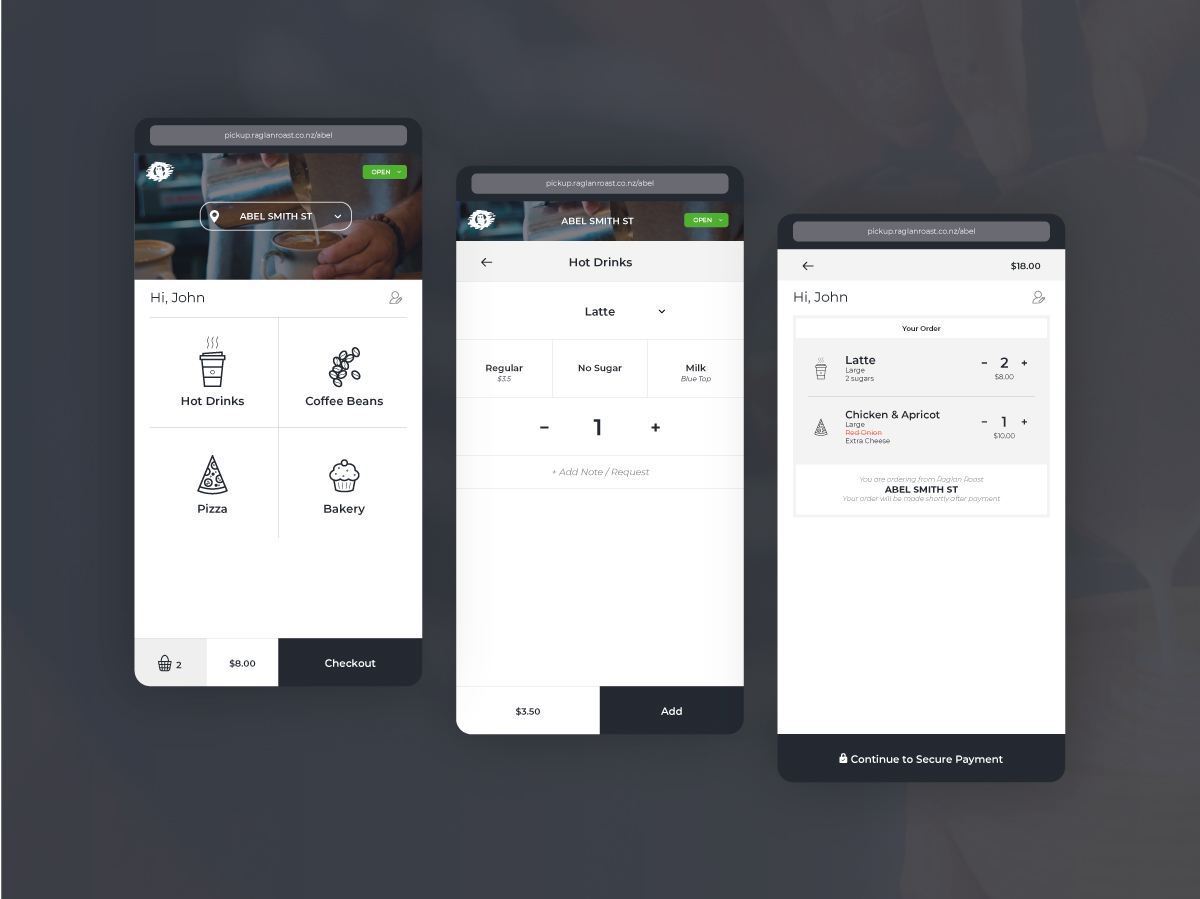 pickup.raglanroast.co.nz/abel
OPEN
ABEL SMITH ST
Hi, John
Hot Drinks
Coffee Beans
Pizza
Bakery
2
$8.00
Checkout
pickup.raglanroast.co.nz/abel
ABEL SMITH ST
OPEN
Hot Drinks
Latte
Regular
$3.5
No Sugar
Milk
Blue Top
- 1 +
+ Add Note / Request
$3.50
Add
pickup.raglanroast.co.nz/abel
$18.00
Hi, John
Your Order
Latte
Large
2 sugars
- 2 +
$8.00
Chicken & Apricot
Large
Red Onion
Extra Cheese
- 1 +
$10.00
You are ordering from Raglan Roast
ABEL SMITH ST
Your order will be made shortly after payment
Continue to Secure Payment